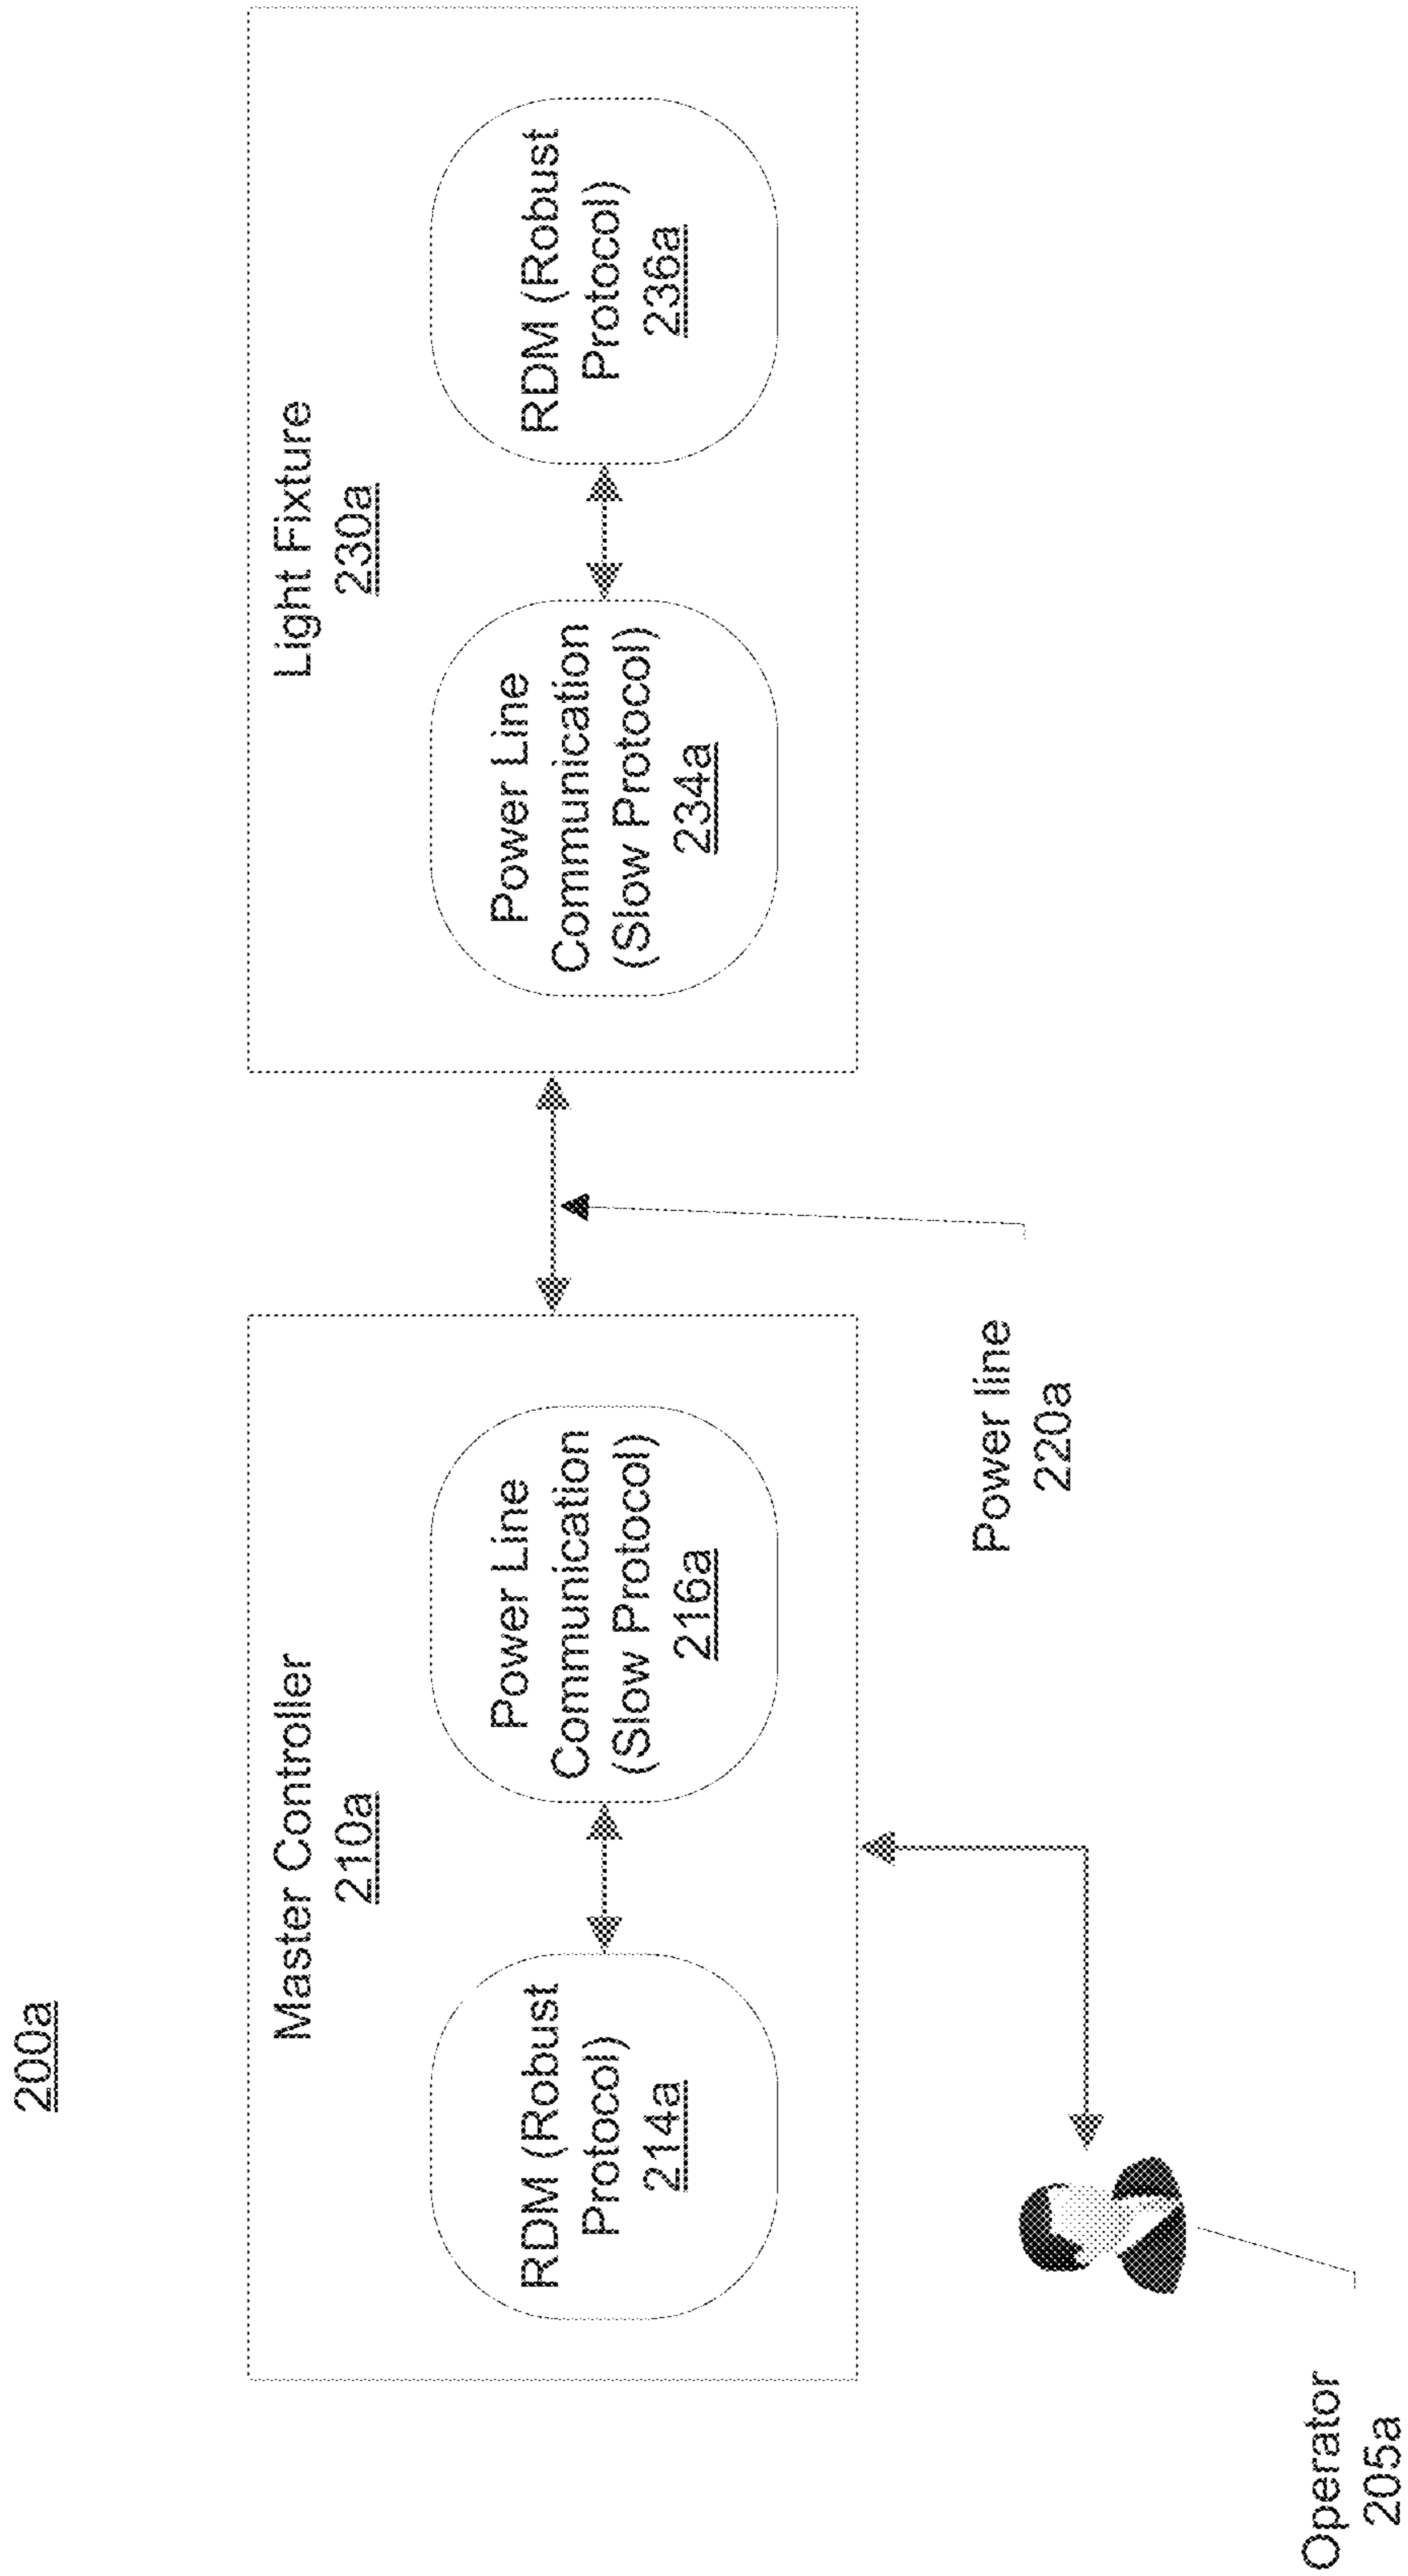 200a
Master Controller
210a
RDM (Robust
Protocol)
214a
Power Line
Communication
(Slow Protocol)
216a
Light Fixture
230a
Power Line
Communication
(Slow Protocol)
234a
RDM (Robust
Protocol)
236a
Power line
220a
Operator
205a